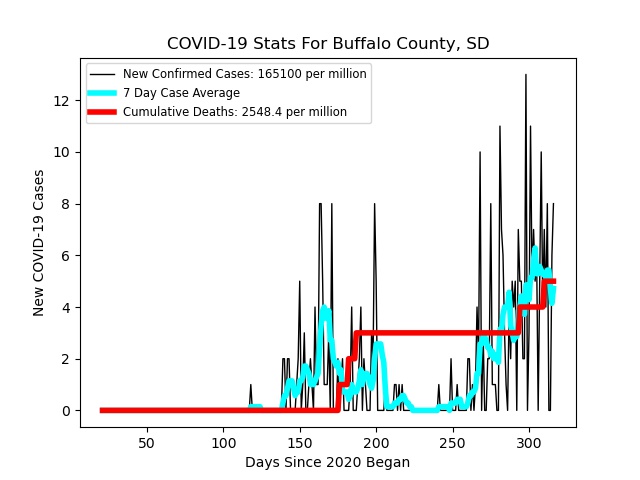 COVID-19 Stats For Buffalo County, SD
New Confirmed Cases: 165100 per million
7 Day Case Average
Cumulative Deaths: 2548.4 per million
New COVID-19 Cases
12
10
8
6
4
2
0
50 100 150 200 250 300
Days Since 2020 Began